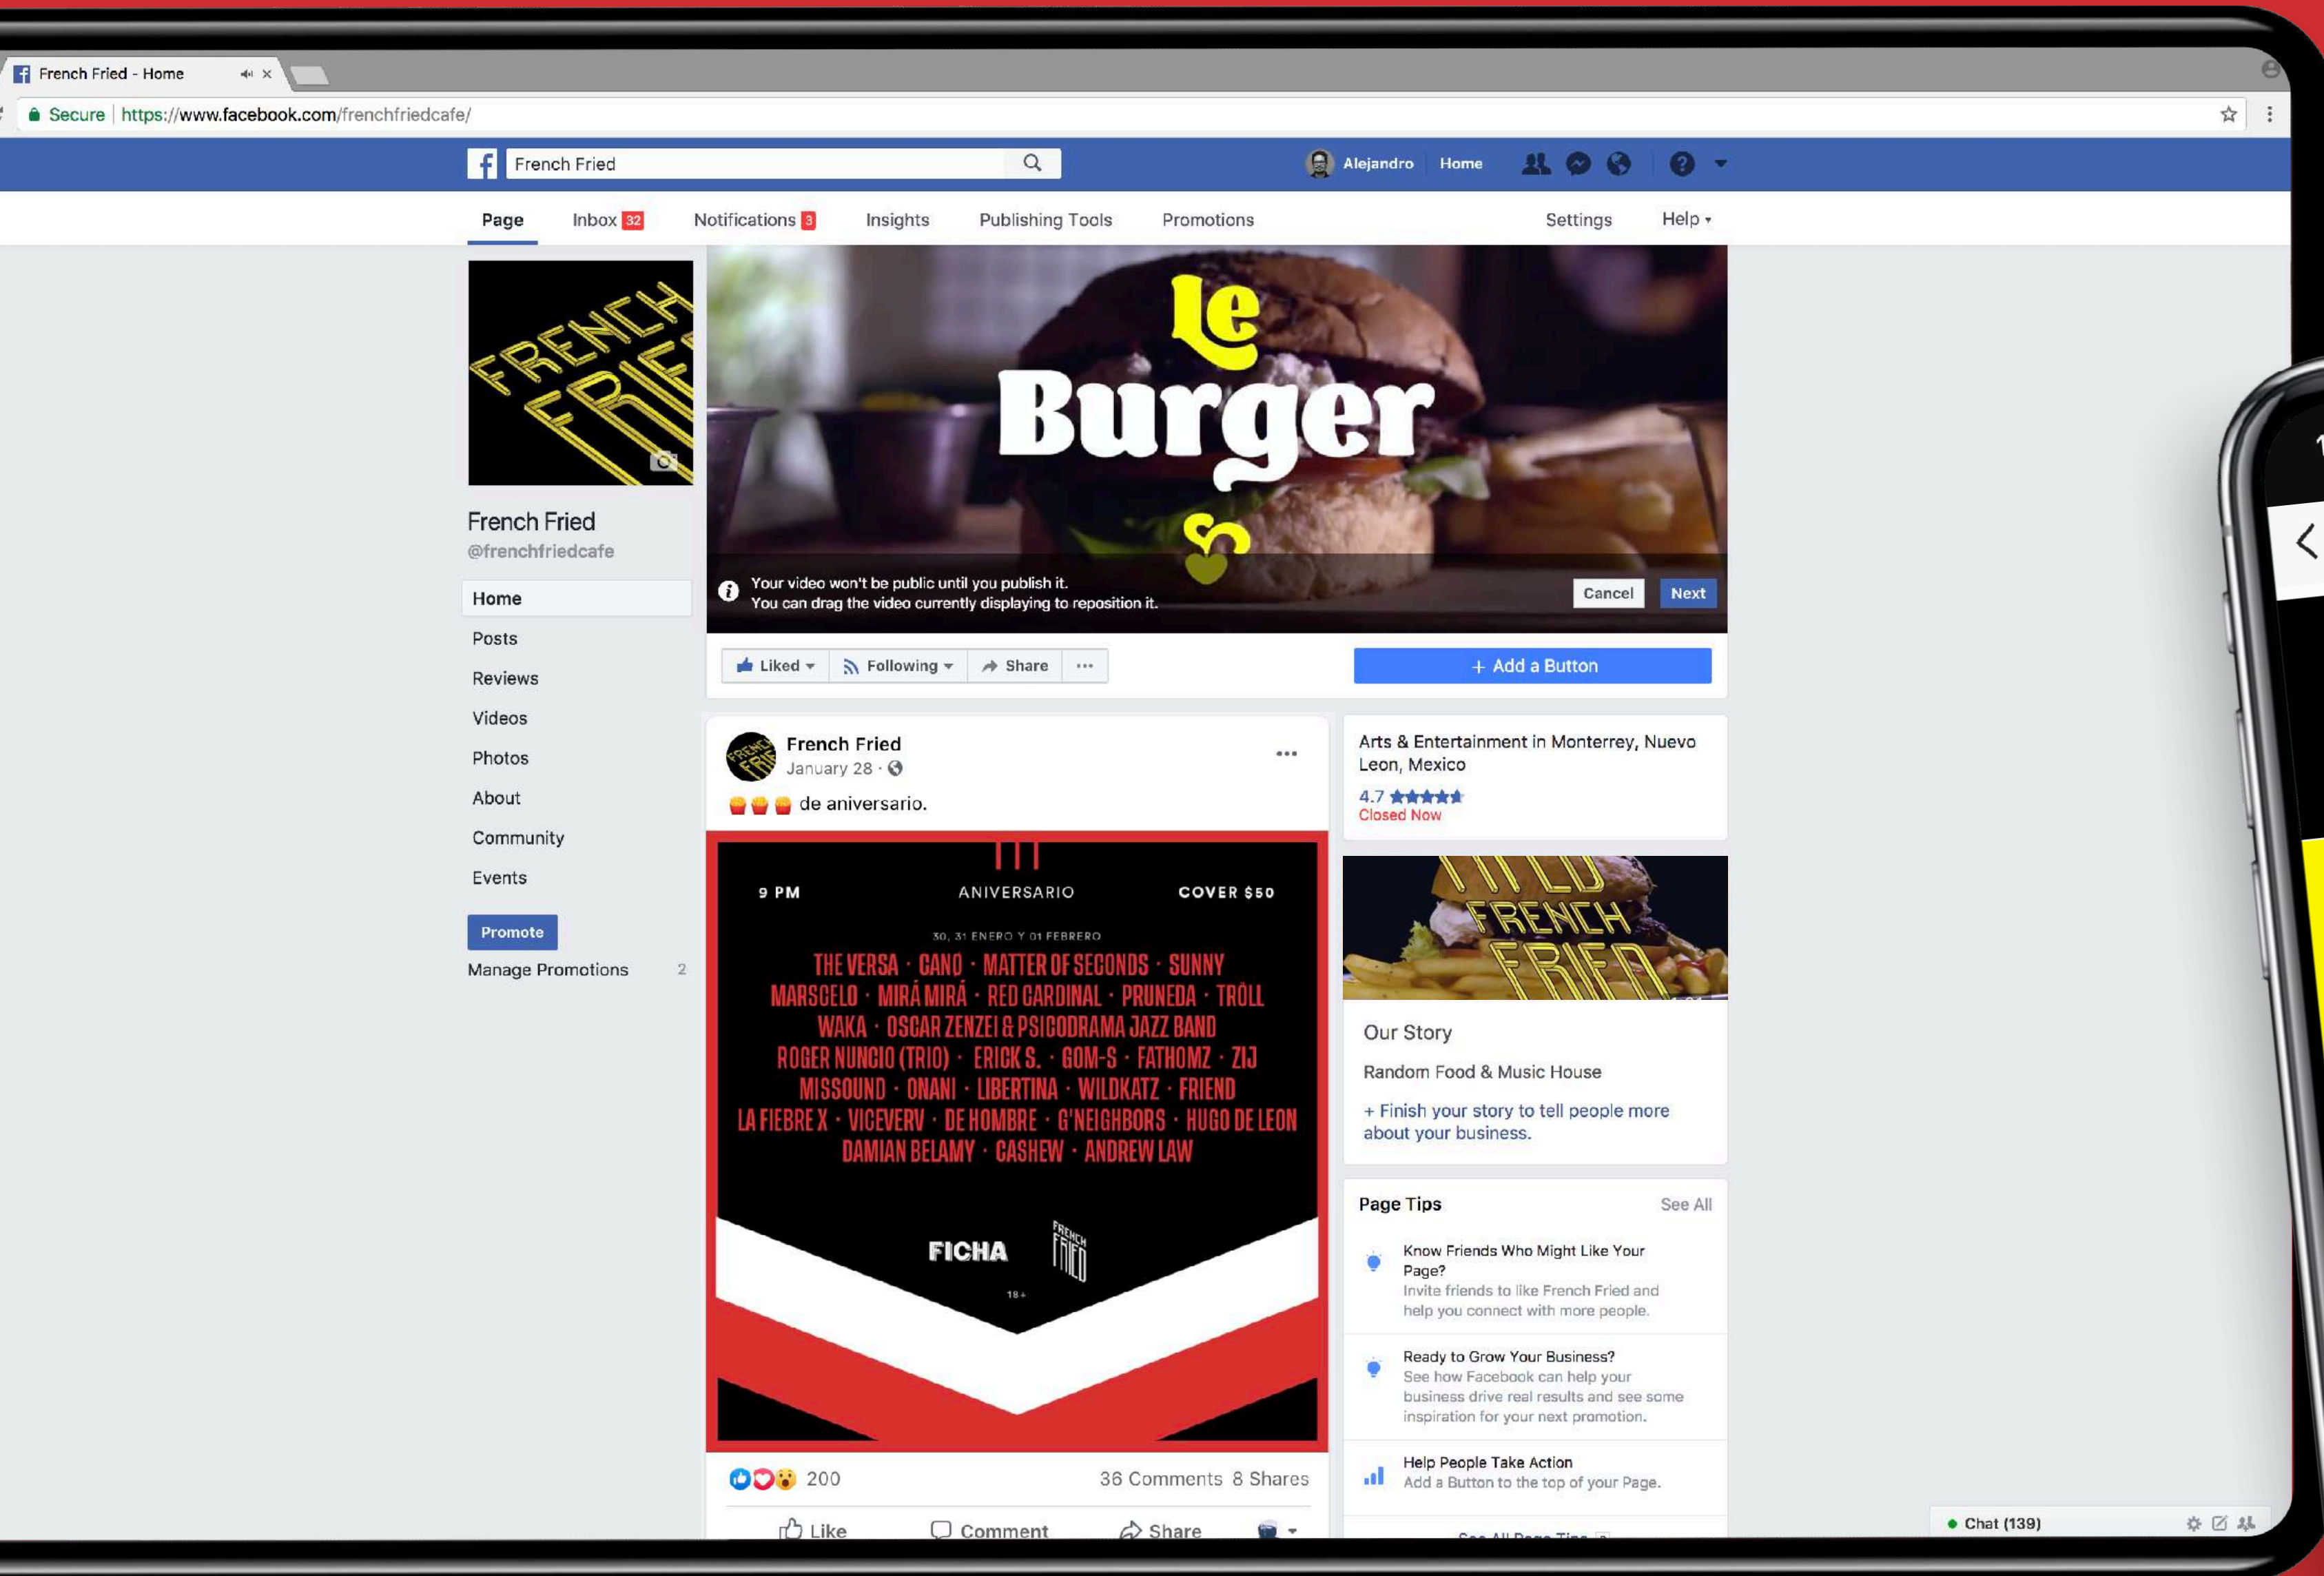 French Fried - Home
Secure https://www.facebook.com/frenchfriedcafe/
French Fried
Alejandro Home
Page Inbox 32 Notifications 3 Insights Publishing Tools Promotions Settings Help
FRENCH
French Fried
@frenchfriedcafe
Home
Posts
Reviews
Videos
Photos
About
Community
Events
Promote
Manage Promotions 2
Le
Burger
Your video won't be public until you publish it.
You can drag the video currently displaying to reposition it.
Cancel Next
Liked Following Share ...
+ Add a Button
French Fried
January 28
de aniversario.
9 PM ANIVERSARIO COVER $50
30, 31 ENERO Y 01 FEBRERO
THE VERSA · CANO · MATTER OF SECONDS · SUNNY
MARSCELO · MIRÁ MIRÁ · RED CARDINAL · PRUNEDA · TRÖLL
WAKA · OSCAR ZENZEI & PSICODRAMA JAZZ BAND
ROGER NUNCIO (TRIO) · ERICK S. · GOM-S · FATHOMZ · ZIJ
MISSOUND · ONANI · LIBERTINA · WILDKATZ · FRIEND
LA FIEBRE X · VICEVERV · DE HOMBRE · G'NEIGHBORS · HUGO DE LEON
DAMIAN BELAMY · CASHEW · ANDREW LAW
FICHA FRENCH FRIED
18+
200 36 Comments 8 Shares
Like Comment Share
Arts & Entertainment in Monterrey, Nuevo
Leon, Mexico
4.7
Closed Now
FRENCH
FRIED
Our Story
Random Food & Music House
+ Finish your story to tell people more
about your business.
Page Tips See All
Know Friends Who Might Like Your
Page?
Invite friends to like French Fried and
help you connect with more people.
Ready to Grow Your Business?
See how Facebook can help your
business drive real results and see some
inspiration for your next promotion.
Help People Take Action
Add a Button to the top of your Page.
See All Page Tips
Chat (139)